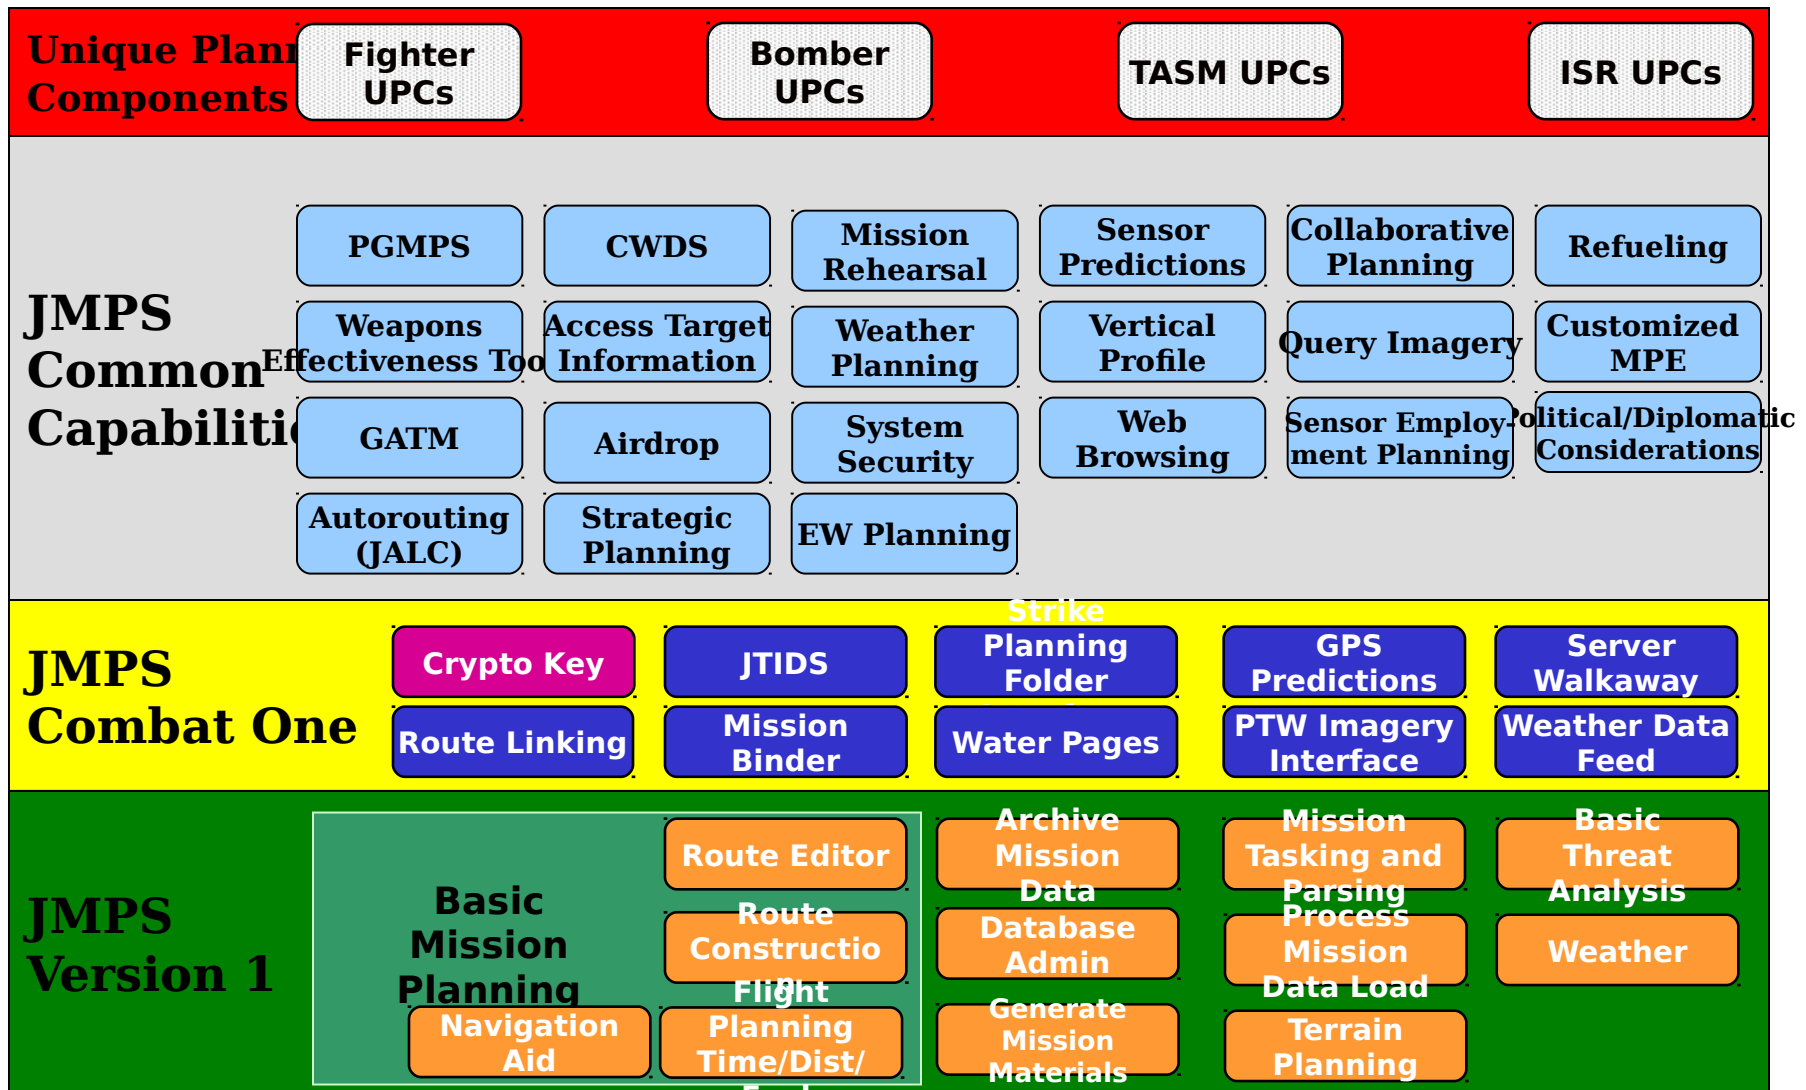 Unique Plann
Components
Fighter
UPCs
Bomber
UPCs
TASM UPCs
ISR UPCs
JMPS
Common
Capabilitie
PGMPS
CWDS
Mission
Rehearsal
Sensor
Predictions
Collaborative
Planning
Refueling
Weapons
Effectiveness Too
Access Target
Information
Weather
Planning
Vertical
Profile
Query Imagery
Customized
MPE
GATM
Airdrop
System
Security
Web
Browsing
Sensor Employ-
ment Planning
Political/Diplomatic
Considerations
Autorouting
(JALC)
Strategic
Planning
EW Planning
JMPS
Combat One
Crypto Key
JTIDS
Strike
Planning
Folder
GPS
Predictions
Server
Walkaway
Route Linking
Mission
Binder
Water Pages
PTW Imagery
Interface
Weather Data
Feed
JMPS
Version 1
Basic
Mission
Planning
Route Editor
Route
Constructio
n
Navigation
Aid
Flight
Planning
Time/Dist/
Archive
Mission
Data
Database
Admin
Generate
Mission
Materials
Mission
Tasking and
Parsing
Process
Mission
Data Load
Terrain
Planning
Basic
Threat
Analysis
Weather